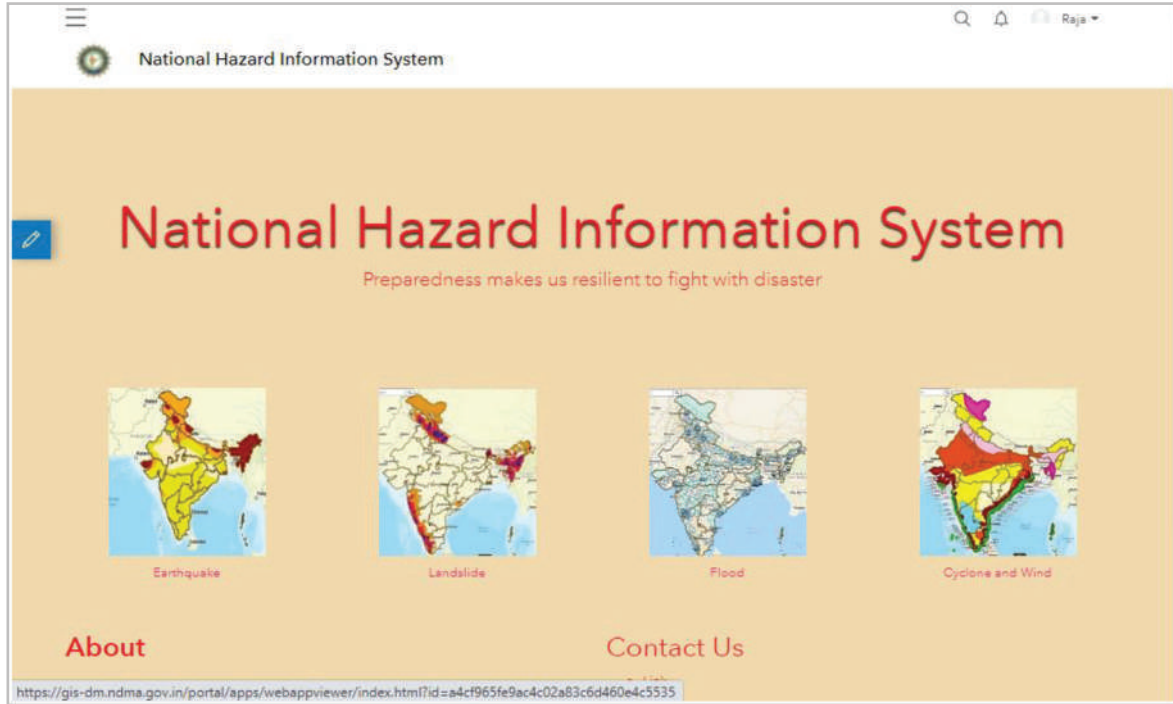 Raja
National Hazard Information System
National Hazard Information System
Preparedness makes us resilient to fight with disaster
Earthquake
Landslide
Flood
Cyclone and Wind
About
Contact Us
https://gis-dm.ndma.gov.in/portal/apps/webappviewer/index.html?id=a4cf965fe9ac4c02a83c6d460e4c5535